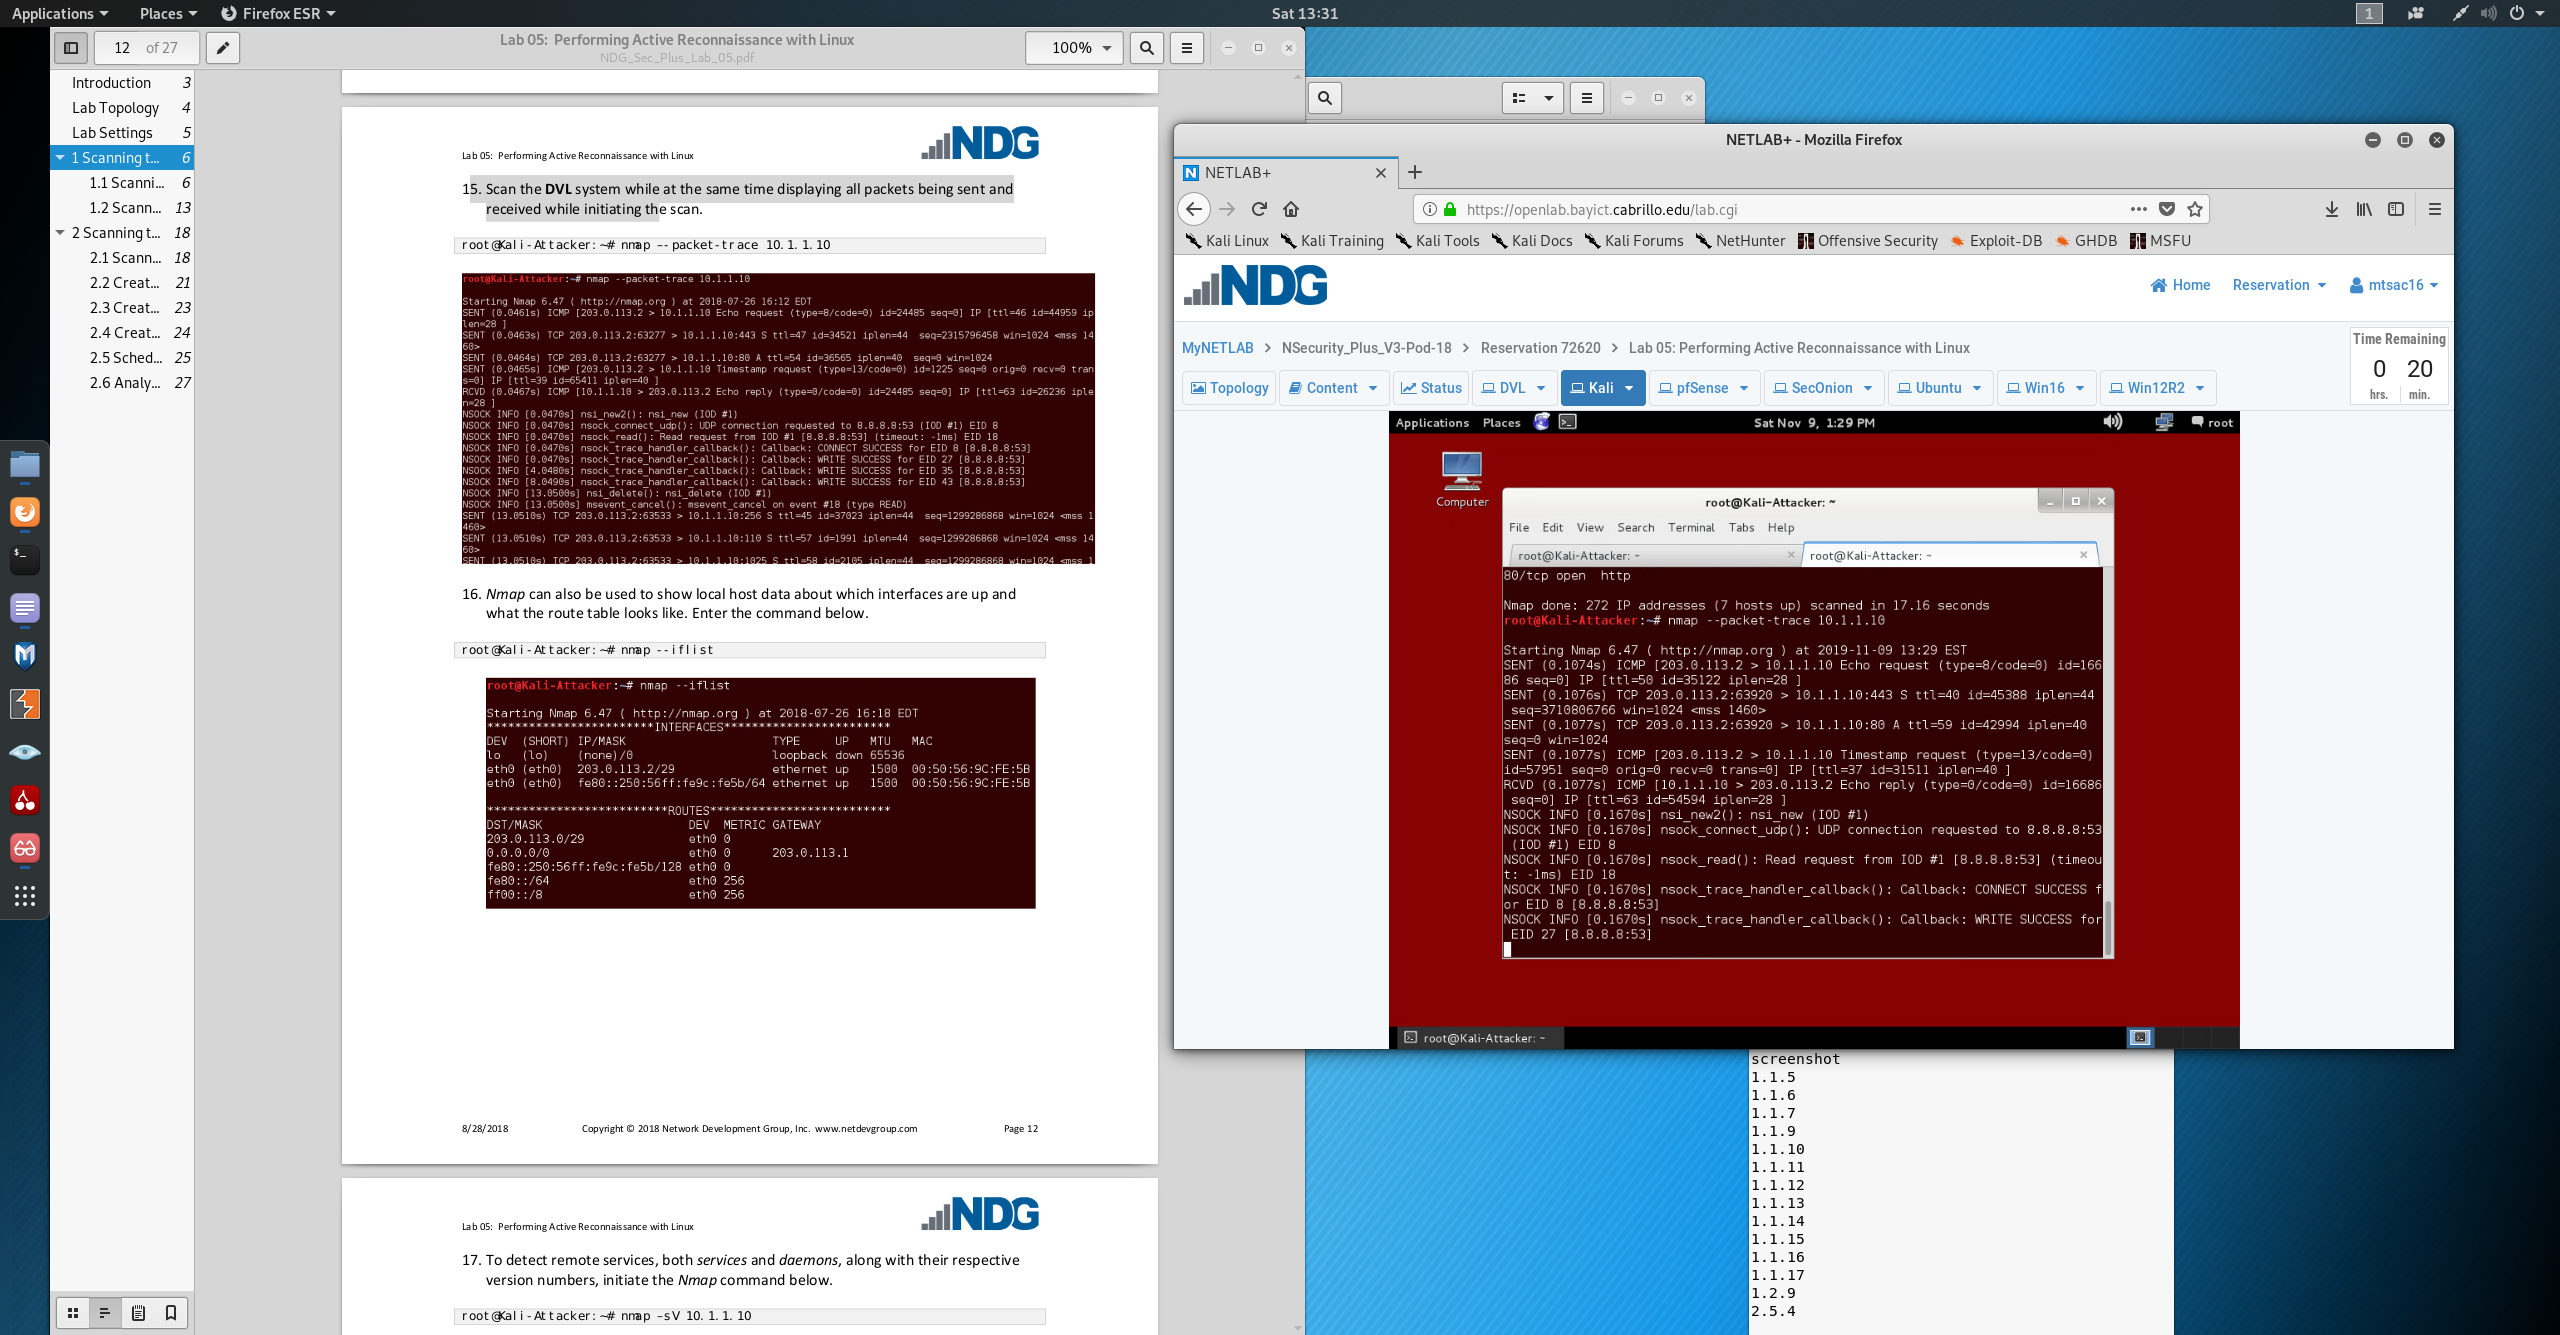 Applications
Places
Firefox ESR
Sat 13:31
1
12 of 27
Lab 05: Performing Active Reconnaissance with Linux
NDG_Sec_Plus_Lab_05.pdf
100%
Introduction 3
Lab Topology 4
Lab Settings 5
1 Scanning t... 6
1.1 Scanni... 6
1.2 Scann... 13
2 Scanning t... 18
2.1 Scann... 18
2.2 Creat... 21
2.3 Creat... 23
2.4 Creat... 24
2.5 Sched... 25
2.6 Analy... 27
Lab 05: Performing Active Reconnaissance with Linux
NDG
15. Scan the DVL system while at the same time displaying all packets being sent and
received while initiating the scan.
root@Kali-Attacker:~# nmap --packet-trace 10.1.1.10
root@Kali-Attacker:~# nmap --packet-trace 10.1.1.10
Starting Nmap 6.47 ( http://nmap.org ) at 2018-07-26 16:12 EDT
SENT (0.0461s) ICMP [203.0.113.2 > 10.1.1.10 Echo request (type=8/code=0) id=24485 seq=0] IP [ttl=46 id=44959 ip
len=28 ]
SENT (0.0463s) TCP 203.0.113.2:63277 > 10.1.1.10:443 S ttl=47 id=34521 iplen=44  seq=2315796458 win=1024 <mss 14
60>
SENT (0.0464s) TCP 203.0.113.2:63277 > 10.1.1.10:80 A ttl=54 id=36565 iplen=40  seq=0 win=1024
SENT (0.0465s) ICMP [203.0.113.2 > 10.1.1.10 Timestamp request (type=13/code=0) id=1225 seq=0 orig=0 recv=0 tran
s=0] IP [ttl=39 id=65411 iplen=40 ]
RCVD (0.0467s) ICMP [10.1.1.10 > 203.0.113.2 Echo reply (type=0/code=0) id=24485 seq=0] IP [ttl=63 id=26236 iple
n=28 ]
NSOCK INFO [0.0470s] nsi_new2(): nsi_new (IOD #1)
NSOCK INFO [0.0470s] nsock_connect_udp(): UDP connection requested to 8.8.8.8:53 (IOD #1) EID 8
NSOCK INFO [0.0470s] nsock_read(): Read request from IOD #1 [8.8.8.8:53] (timeout: -1ms) EID 18
NSOCK INFO [0.0470s] nsock_trace_handler_callback(): Callback: CONNECT SUCCESS for EID 8 [8.8.8.8:53]
NSOCK INFO [0.0470s] nsock_trace_handler_callback(): Callback: WRITE SUCCESS for EID 27 [8.8.8.8:53]
NSOCK INFO [4.0480s] nsock_trace_handler_callback(): Callback: WRITE SUCCESS for EID 35 [8.8.8.8:53]
NSOCK INFO [8.0490s] nsock_trace_handler_callback(): Callback: WRITE SUCCESS for EID 43 [8.8.8.8:53]
NSOCK INFO [13.0500s] nsi_delete(): nsi_delete (IOD #1)
NSOCK INFO [13.0500s] msevent_cancel(): msevent_cancel on event #18 (type READ)
SENT (13.0510s) TCP 203.0.113.2:63533 > 10.1.1.10:256 S ttl=45 id=37023 iplen=44  seq=1299286868 win=1024 <mss 1
460>
SENT (13.0510s) TCP 203.0.113.2:63533 > 10.1.1.10:110 S ttl=57 id=1991 iplen=44  seq=1299286868 win=1024 <mss 14
60>
SENT (13.0510s) TCP 203.0.113.2:63533 > 10.1.1.10:1025 S ttl=58 id=2105 iplen=44  seq=1299286868 win=1024 <mss 1
16. Nmap can also be used to show local host data about which interfaces are up and
what the route table looks like. Enter the command below.
root@Kali-Attacker:~# nmap --iflist
root@Kali-Attacker:~# nmap --iflist
Starting Nmap 6.47 ( http://nmap.org ) at 2018-07-26 16:18 EDT
************************INTERFACES************************
DEV  (SHORT) IP/MASK                     TYPE     UP   MTU   MAC
lo   (lo)    (none)/0                    loopback down 65536
eth0 (eth0)  203.0.113.2/29              ethernet up   1500  00:50:56:9C:FE:5B
eth0 (eth0)  fe80::250:56ff:fe9c:fe5b/64 ethernet up   1500  00:50:56:9C:FE:5B
**************************ROUTES**************************
DST/MASK                     DEV  METRIC GATEWAY
203.0.113.0/29               eth0 0
0.0.0.0/0                    eth0 0      203.0.113.1
fe80::250:56ff:fe9c:fe5b/128 eth0 0
fe80::/64                    eth0 256
ff00::/8                     eth0 256
8/28/2018 Copyright © 2018 Network Development Group, Inc. www.netdevgroup.com Page 12
Lab 05: Performing Active Reconnaissance with Linux
NDG
17. To detect remote services, both services and daemons, along with their respective
version numbers, initiate the Nmap command below.
root@Kali-Attacker:~# nmap -sV 10.1.1.10
NETLAB+ - Mozilla Firefox
NETLAB+
https://openlab.bayict.cabrillo.edu/lab.cgi
Kali Linux Kali Training Kali Tools Kali Docs Kali Forums NetHunter Offensive Security Exploit-DB GHDB MSFU
NDG
Home Reservation mtsac16
MyNETLAB > NSecurity_Plus_V3-Pod-18 > Reservation 72620 > Lab 05: Performing Active Reconnaissance with Linux
Time Remaining
0 20
hrs. min.
Topology Content Status DVL Kali pfSense SecOnion Ubuntu Win16 Win12R2
Applications Places Sat Nov 9, 1:29 PM root
Computer
root@Kali-Attacker: ~
File Edit View Search Terminal Tabs Help
root@Kali-Attacker: ~ root@Kali-Attacker: ~
80/tcp open  http
Nmap done: 272 IP addresses (7 hosts up) scanned in 17.16 seconds
root@Kali-Attacker:~# nmap --packet-trace 10.1.1.10
Starting Nmap 6.47 ( http://nmap.org ) at 2019-11-09 13:29 EST
SENT (0.1074s) ICMP [203.0.113.2 > 10.1.1.10 Echo request (type=8/code=0) id=166
86 seq=0] IP [ttl=50 id=35122 iplen=28 ]
SENT (0.1076s) TCP 203.0.113.2:63920 > 10.1.1.10:443 S ttl=40 id=45388 iplen=44
seq=3710806766 win=1024 <mss 1460>
SENT (0.1077s) TCP 203.0.113.2:63920 > 10.1.1.10:80 A ttl=59 id=42994 iplen=40
seq=0 win=1024
SENT (0.1077s) ICMP [203.0.113.2 > 10.1.1.10 Timestamp request (type=13/code=0)
id=57951 seq=0 orig=0 recv=0 trans=0] IP [ttl=37 id=31511 iplen=40 ]
RCVD (0.1077s) ICMP [10.1.1.10 > 203.0.113.2 Echo reply (type=0/code=0) id=16686
seq=0] IP [ttl=63 id=54594 iplen=28 ]
NSOCK INFO [0.1670s] nsi_new2(): nsi_new (IOD #1)
NSOCK INFO [0.1670s] nsock_connect_udp(): UDP connection requested to 8.8.8.8:53
(IOD #1) EID 8
NSOCK INFO [0.1670s] nsock_read(): Read request from IOD #1 [8.8.8.8:53] (timeou
t: -1ms) EID 18
NSOCK INFO [0.1670s] nsock_trace_handler_callback(): Callback: CONNECT SUCCESS f
or EID 8 [8.8.8.8:53]
NSOCK INFO [0.1670s] nsock_trace_handler_callback(): Callback: WRITE SUCCESS for
EID 27 [8.8.8.8:53]
root@Kali-Attacker: ~
screenshot
1.1.5
1.1.6
1.1.7
1.1.9
1.1.10
1.1.11
1.1.12
1.1.13
1.1.14
1.1.15
1.1.16
1.1.17
1.2.9
2.5.4